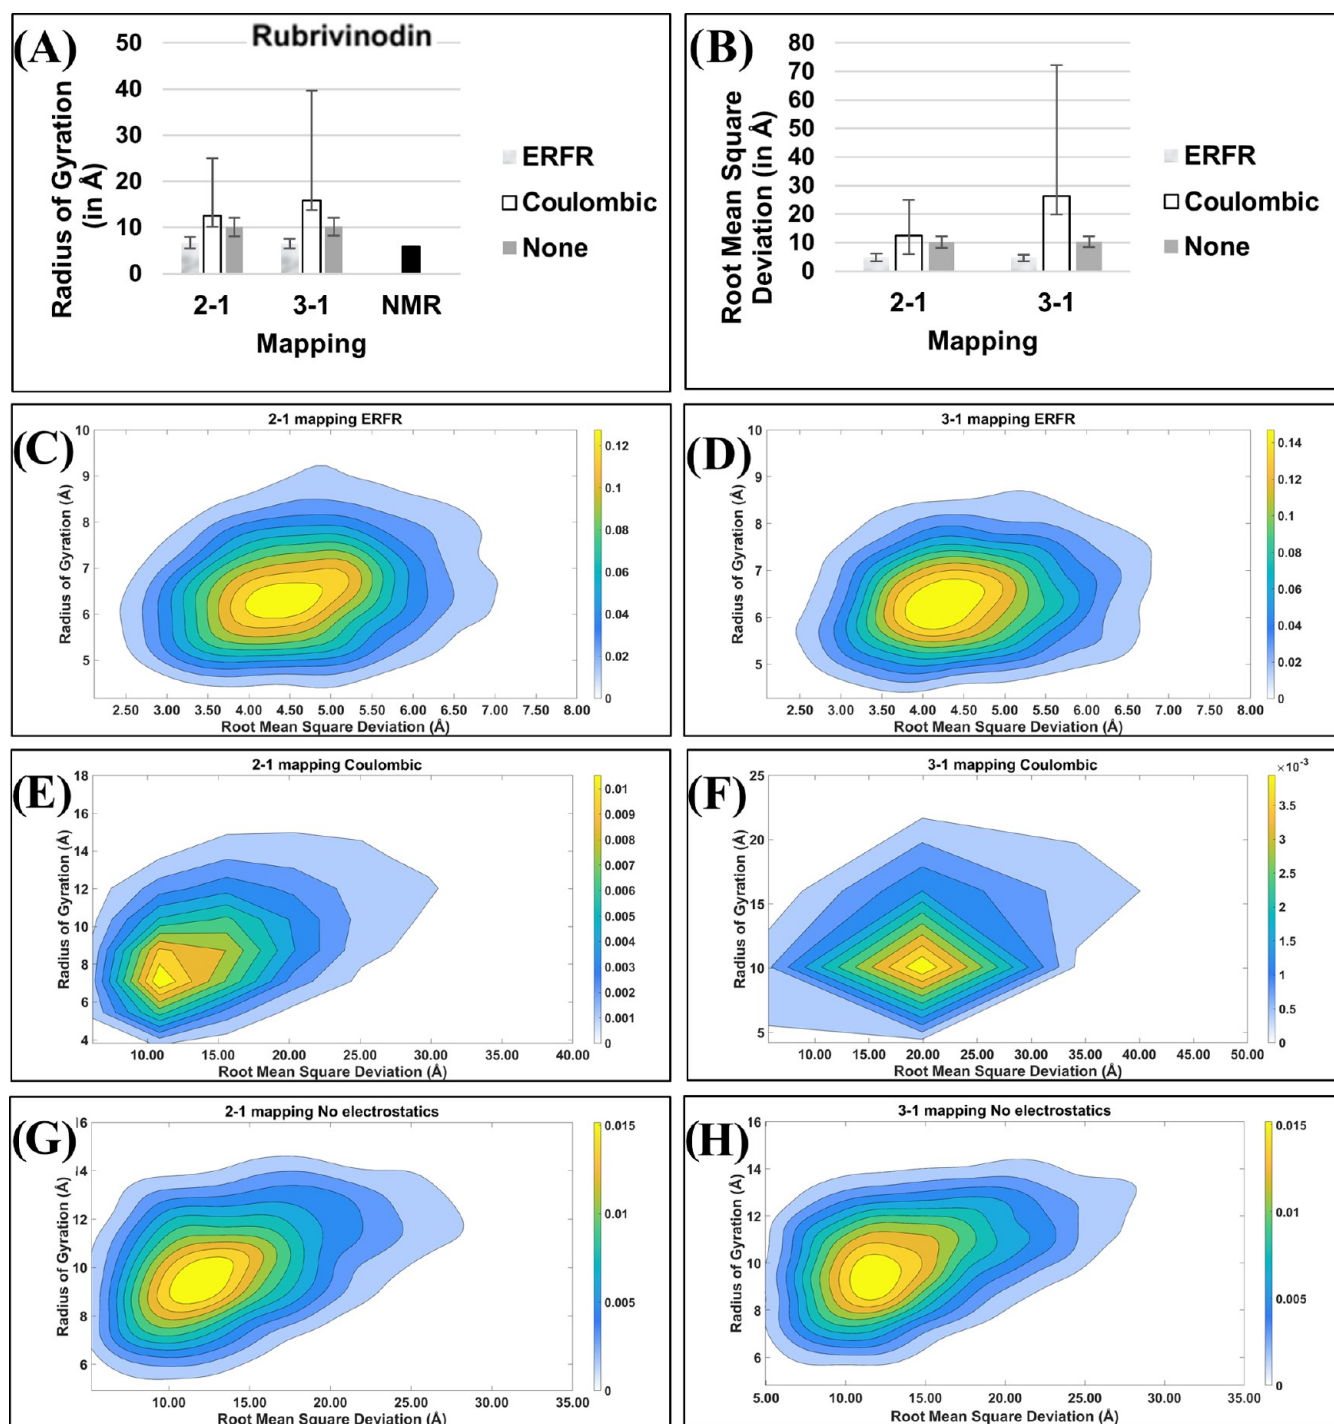 (A)
Rubrivinodin
Radius of Gyration
(in Å)
50
40
30
20
10
0
2-1
3-1
NMR
Mapping
ERFR
Coulombic
None
(B)
Root Mean Square
Deviation (in Å)
80
70
60
50
40
30
20
10
0
2-1
3-1
Mapping
ERFR
Coulombic
None
(C)
2-1 mapping ERFR
Radius of Gyration (Å)
10
9
8
7
6
5
2.50 3.00 3.50 4.00 4.50 5.00 5.50 6.00 6.50 7.00 7.50 8.00
Root Mean Square Deviation (Å)
0.12
0.1
0.08
0.06
0.04
0.02
0
(D)
3-1 mapping ERFR
Radius of Gyration (Å)
10
9
8
7
6
5
2.50 3.00 3.50 4.00 4.50 5.00 5.50 6.00 6.50 7.00 7.50 8.00
Root Mean Square Deviation (Å)
0.14
0.12
0.1
0.08
0.06
0.04
0.02
0
(E)
2-1 mapping Coulombic
Radius of Gyration (Å)
18
16
14
12
10
8
6
4
10.00 15.00 20.00 25.00 30.00 35.00 40.00
Root Mean Square Deviation (Å)
0.01
0.009
0.008
0.007
0.006
0.005
0.004
0.003
0.002
0.001
0
(F)
3-1 mapping Coulombic
Radius of Gyration (Å)
25
20
15
10
5
10.00 15.00 20.00 25.00 30.00 35.00 40.00 45.00 50.00
Root Mean Square Deviation (Å)
×10⁻³
3.5
3
2.5
2
1.5
1
0.5
0
(G)
2-1 mapping No electrostatics
Radius of Gyration (Å)
16
14
12
10
8
6
10.00 15.00 20.00 25.00 30.00 35.00
Root Mean Square Deviation (Å)
0.015
0.01
0.005
0
(H)
3-1 mapping No electrostatics
Radius of Gyration (Å)
16
14
12
10
8
6
5.00 10.00 15.00 20.00 25.00 30.00 35.00
Root Mean Square Deviation (Å)
0.015
0.01
0.005
0